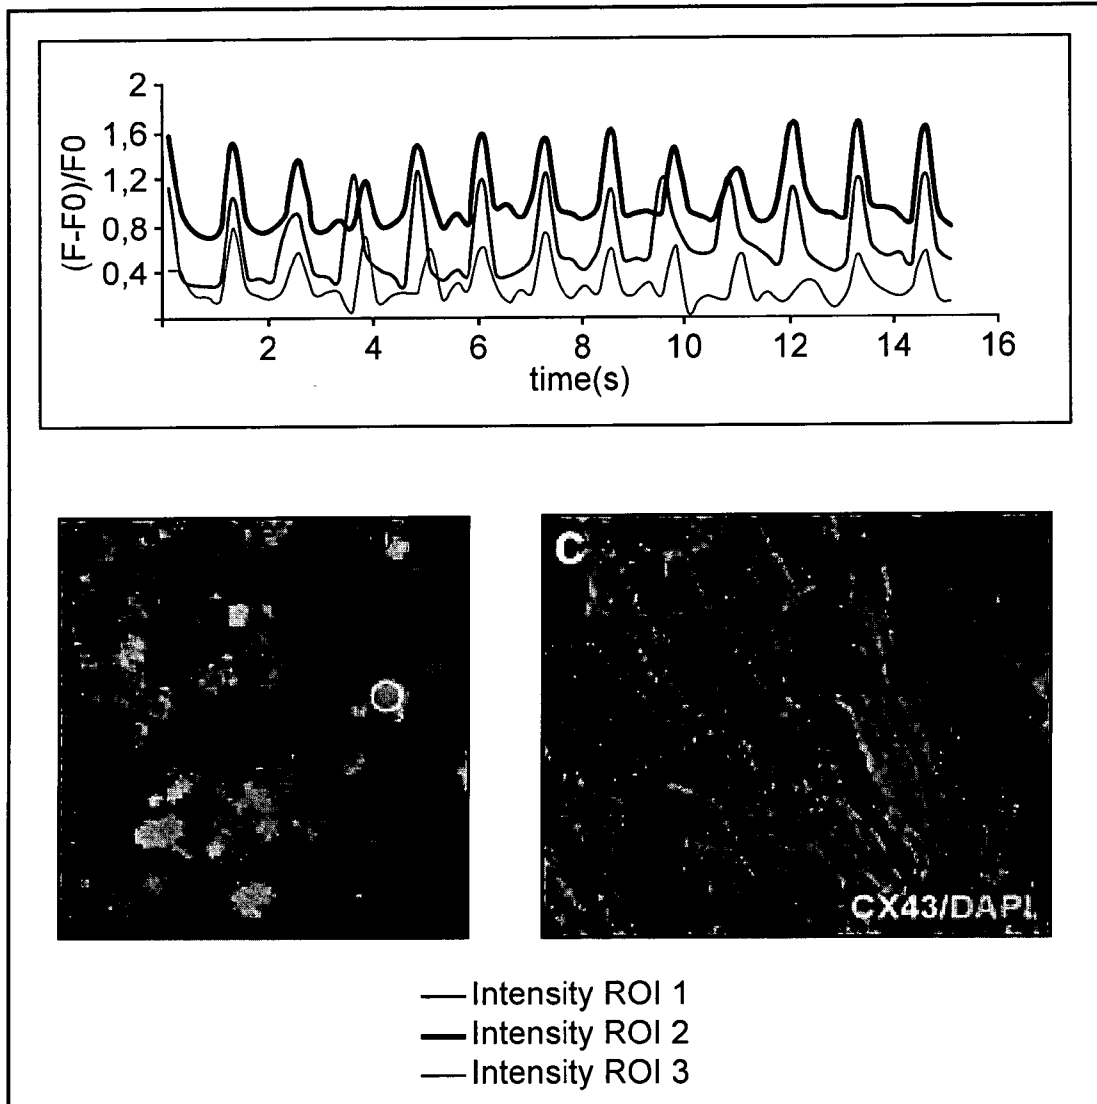 2
1,6
1,2
0,8
0,4
(F-F0)/F0
2 4 6 8 10 12 14 16
time(s)
C
CX43/DAPI
Intensity ROI 1
Intensity ROI 2
Intensity ROI 3